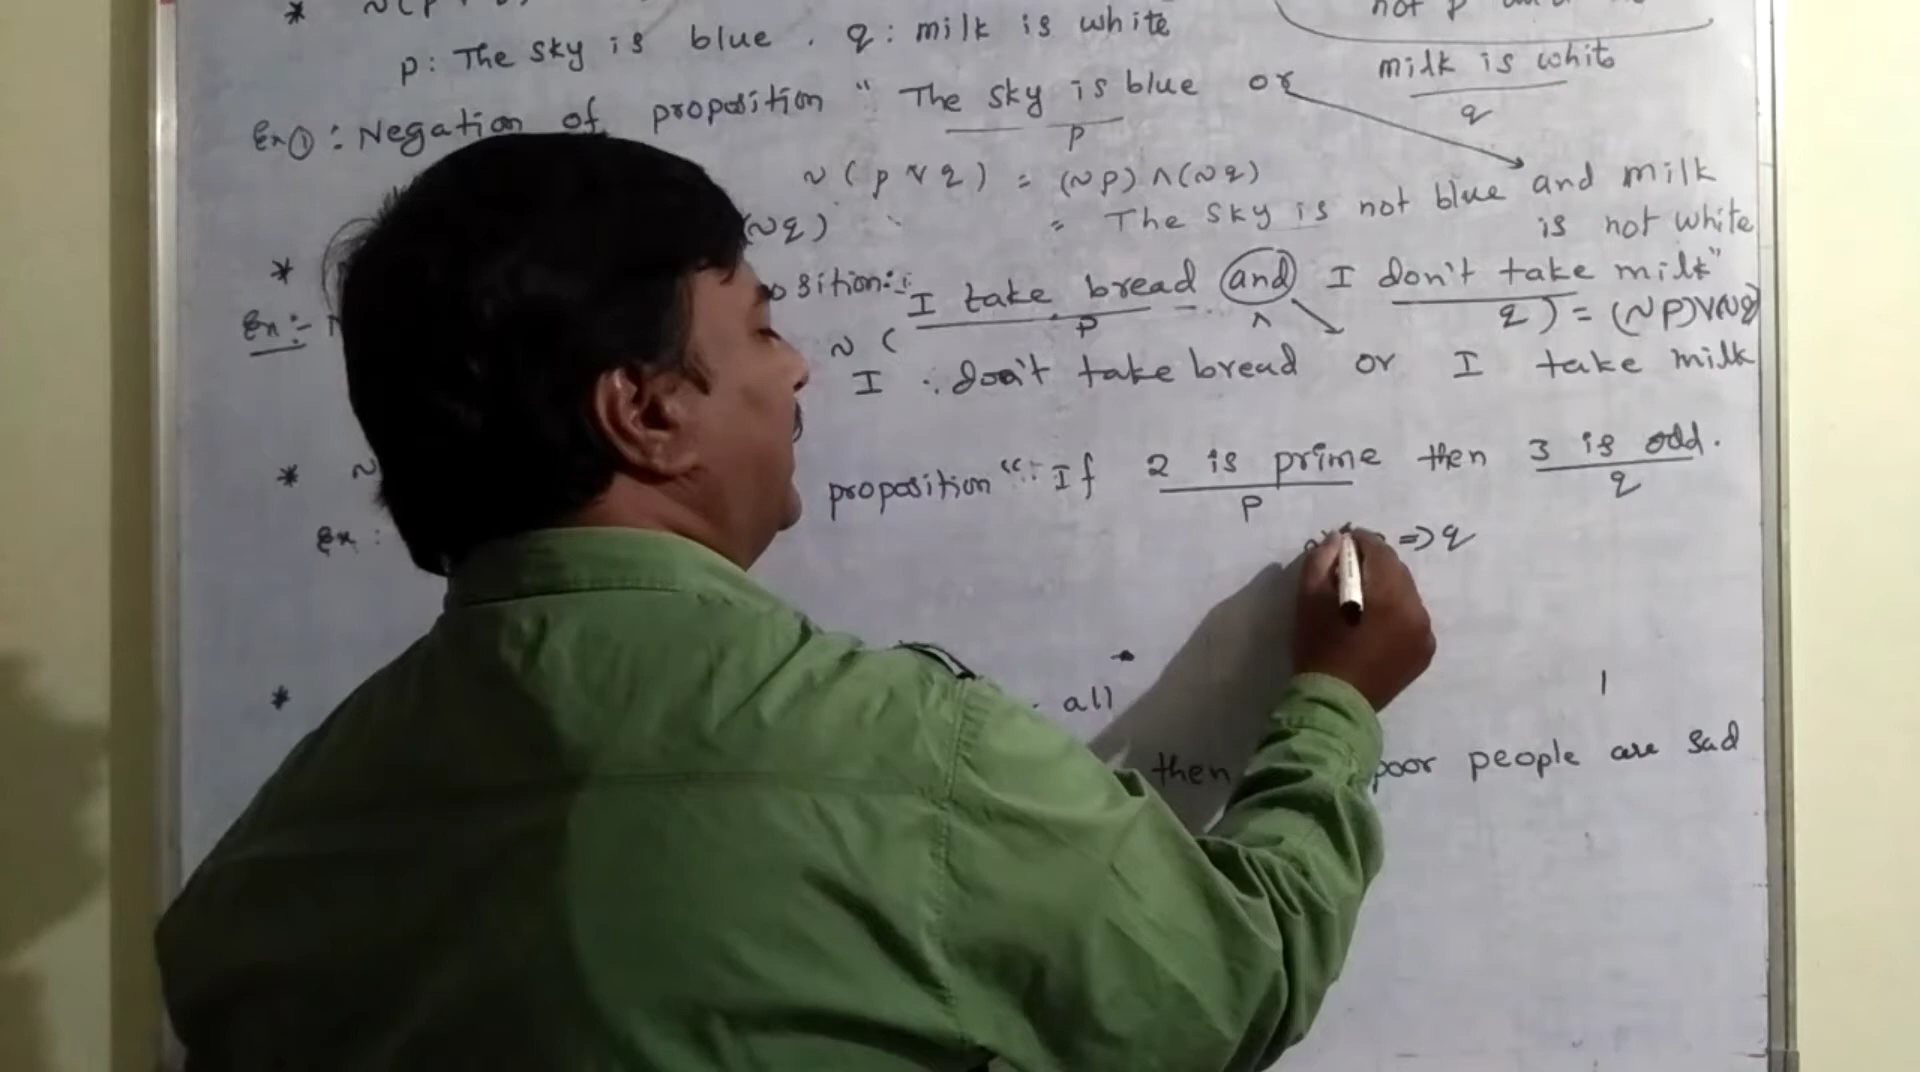 * ~(p
not p
p: The sky is blue. q: milk is white
Ex①: Negation of proposition " The sky is blue or milk is white
p
q
~(p ∨ q) = (~p) ∧ (~q)
(~q)
= The sky is not blue and milk
is not white
*
Ex:- I take bread and I don't take milk"
~( p ∧ q) = (~p)∨(~q)
I don't take bread or I take milk
* ~
proposition ": If 2 is prime then 3 is odd.
p
q
Ex:
=> q
* all
then poor people are sad